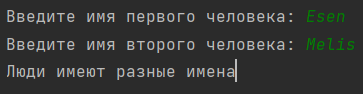 Введите имя первого человека: Esen
Введите имя второго человека: Melis
Люди имеют разные имена